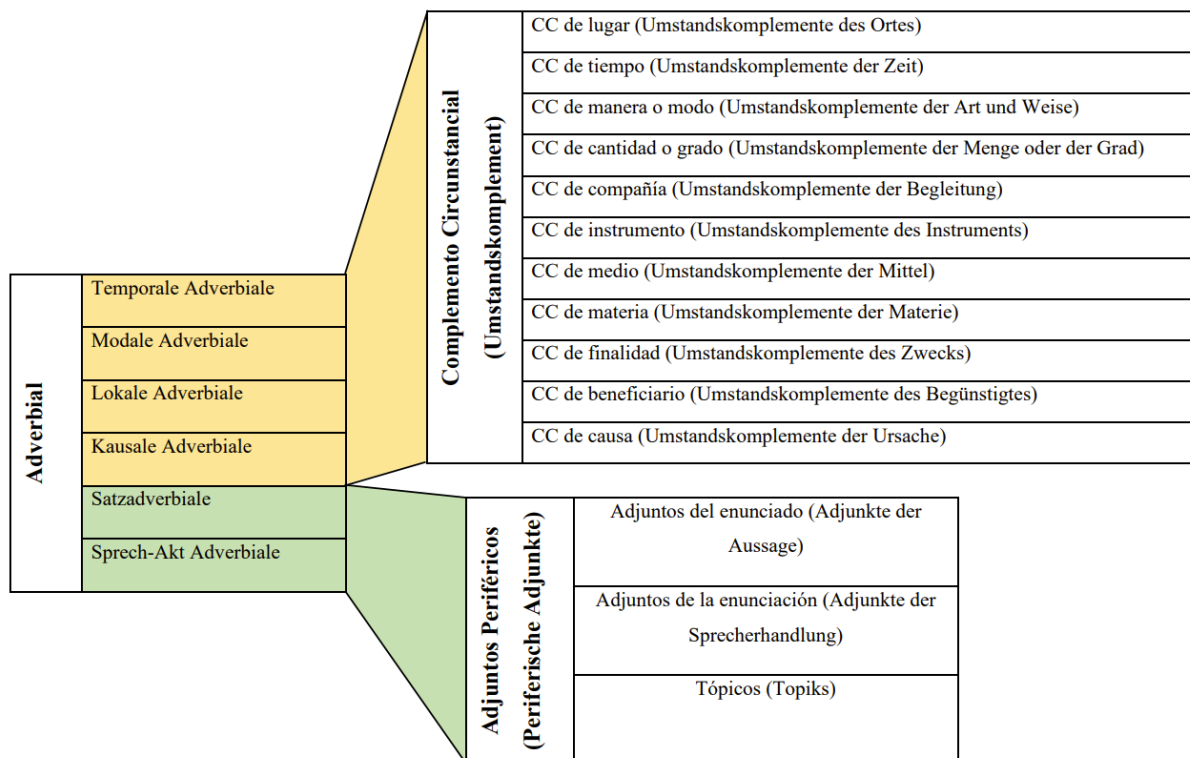 Adverbial
Temporale Adverbiale
Modale Adverbiale
Lokale Adverbiale
Kausale Adverbiale
Satzadverbiale
Sprech-Akt Adverbiale
Complemento Circunstancial
(Umstandskomplement)
CC de lugar (Umstandskomplemente des Ortes)
CC de tiempo (Umstandskomplemente der Zeit)
CC de manera o modo (Umstandskomplemente der Art und Weise)
CC de cantidad o grado (Umstandskomplemente der Menge oder der Grad)
CC de compañía (Umstandskomplemente der Begleitung)
CC de instrumento (Umstandskomplemente des Instruments)
CC de medio (Umstandskomplemente der Mittel)
CC de materia (Umstandskomplemente der Materie)
CC de finalidad (Umstandskomplemente des Zwecks)
CC de beneficiario (Umstandskomplemente des Begünstigtes)
CC de causa (Umstandskomplemente der Ursache)
Adjuntos Periféricos
(Periferische Adjunkte)
Adjuntos del enunciado (Adjunkte der
Aussage)
Adjuntos de la enunciación (Adjunkte der
Sprecherhandlung)
Tópicos (Topiks)